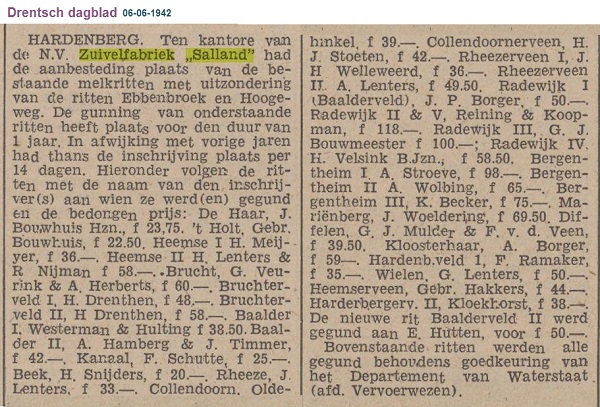 Drentsch dagblad 06-06-1942
HARDENBERG. Ten kantore van
de N.V. Zuivelfabriek „Salland" had
de aanbesteding plaats van de be-
staande melkritten met uitzondering
van de ritten Ebbenbroek en Hooge-
weg. De gunning van onderstaande
ritten heeft plaats voor den duur van
1 jaar. In afwijking met vorige jaren
had thans de inschrijving plaats per
14 dagen. Hieronder volgen de rit-
ten met de naam van den inschrij-
ver(s) aan wien ze werd(en) gegund
en de bedongen prijs: De Haar, J.
Bouwhuis Hzn., f 23,75. 't Holt, Gebr.
Bouwhuis, f 22.50. Heemse I H. Meij-
yer, f 36.—. Heemse II H. Lenters &
R Nijman f 58.—. Brucht, G. Veu-
rink & A. Herberts, f 60.—. Bruchter-
veld I, H. Drenthen, f 48.—. Bruchter-
veld II, H Drenthen, f 58.—. Baalder
I. Westerman & Hulting f 38.50. Baal-
der II, A. Hamberg & J. Timmer,
f 42.—. Kanaal, F. Schutte, f 25.—.
Beek, H. Snijders, f 20.—. Rheeze, J.
Lenters. f 33.—. Collendoorn. Olde-
hinkel, f 39.—. Collendoornerveen, H.
J. Stoeten, f 42.—. Rheezerveen I, J.
H Welleweerd, f 36.—. Rheezerveen
II. A. Lenters, f 49.50. Radewijk I
(Baalderveld), J. P. Borger, f 50.—.
Radewijk II & V, Reining & Koop-
man, f 118.—. Radewijk III, G. J.
Bouwmeester f 100.—; Radewijk IV.
H. Velsink B.Jzn., f 58.50. Bergen-
theim I, A. Stroeve, f 98.—. Bergen-
theim II A. Wolbing, f 65.—. Ber-
gentheim III, K. Becker, f 75.—. Ma-
riënberg, J. Woeldering, f 69.50. Dif-
felen, G. J. Mulder & F. v. d. Veen,
f 39.50. Kloosterhaar, A. Borger,
f 59—. Hardenb.veld 1, F. Ramaker,
f 35.—. Wielen, G. Lenters, f 50.—.
Heemserveen, Gebr. Hakkers, f 44.—.
Harderbergerv. II, Kloekhorst, f 38.—.
De nieuwe rit Baalderveld II werd
gegund aan E. Hutten, voor f 50.—.
Bovenstaande ritten werden alle
gegund behoudens goedkeuring van
het Departement van Waterstaat
(afd. Vervoerwezen).